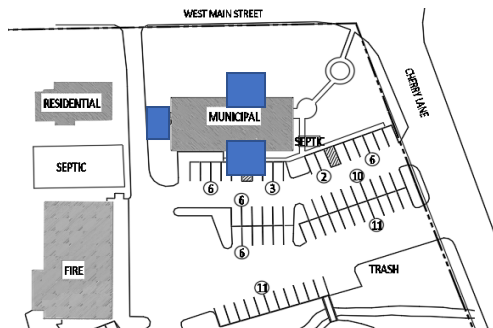 WEST MAIN STREET
CHERRY LANE
RESIDENTIAL
MUNICIPAL
SEPTIC
SEPTIC
6
3
2
6
10
6
11
6
FIRE
TRASH
11